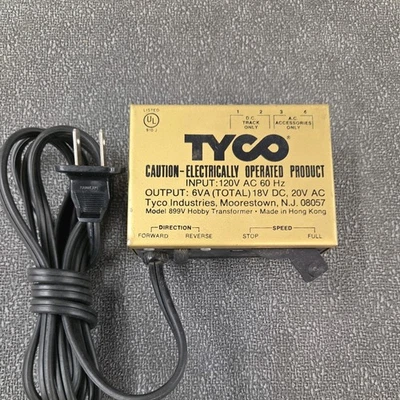 LISTED
UL
1 2 3 4
D.C. TRACK ONLY
A.C. ACCESSORIES ONLY
TYCO®
CAUTION-ELECTRICALLY OPERATED PRODUCT
INPUT: 120V AC 60 Hz
OUTPUT: 6VA (TOTAL) 18V DC, 20V AC
Tyco Industries, Moorestown, N.J. 08057
Model 899V Hobby Transformer • Made in Hong Kong
DIRECTION SPEED
FORWARD REVERSE STOP FULL